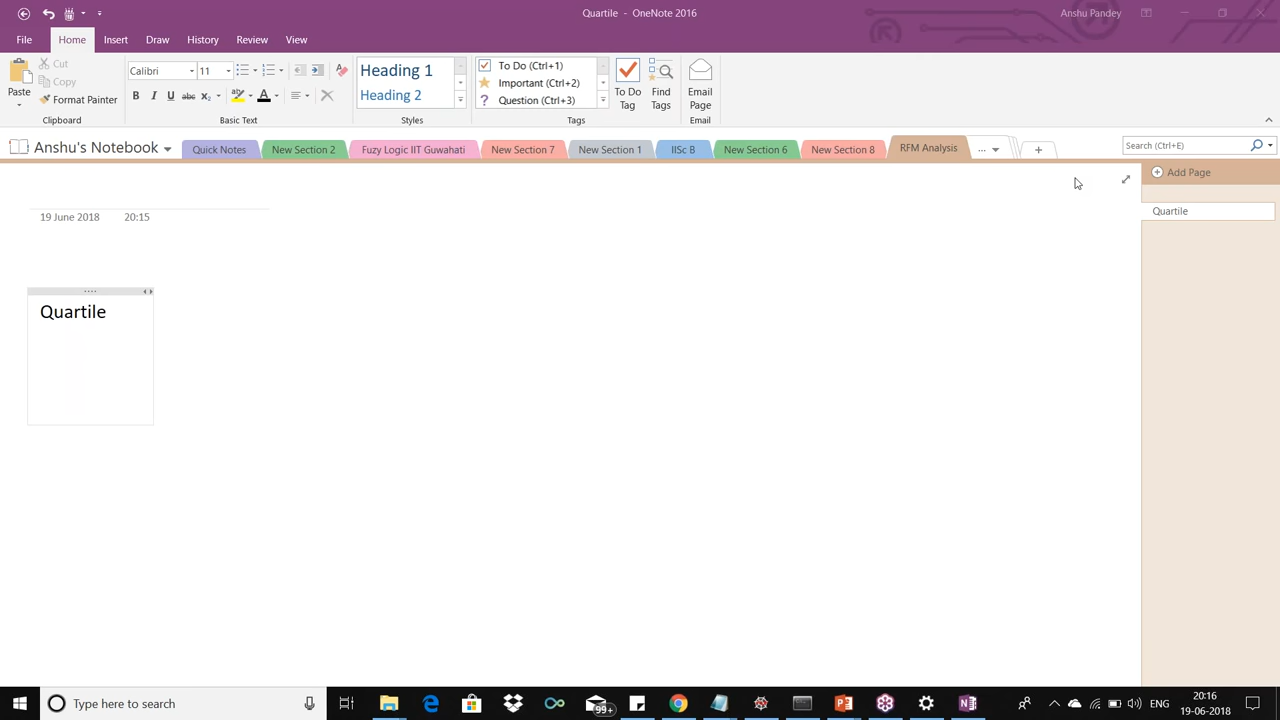 Quartile - OneNote 2016
Anshu Pandey
File Home Insert Draw History Review View
Paste
Cut
Copy
Format Painter
Clipboard
Calibri 11
B I U abc x₂ A
Basic Text
Heading 1
Heading 2
Styles
To Do (Ctrl+1)
Important (Ctrl+2)
Question (Ctrl+3)
Tags
To Do Tag
Find Tags
Email Page
Email
Anshu's Notebook
Quick Notes New Section 2 Fuzy Logic IIT Guwahati New Section 7 New Section 1 IISc B New Section 6 New Section 8 RFM Analysis ...
Search (Ctrl+E)
Add Page
Quartile
19 June 2018 20:15
Quartile
Type here to search
99+
ENG
20:16
19-06-2018